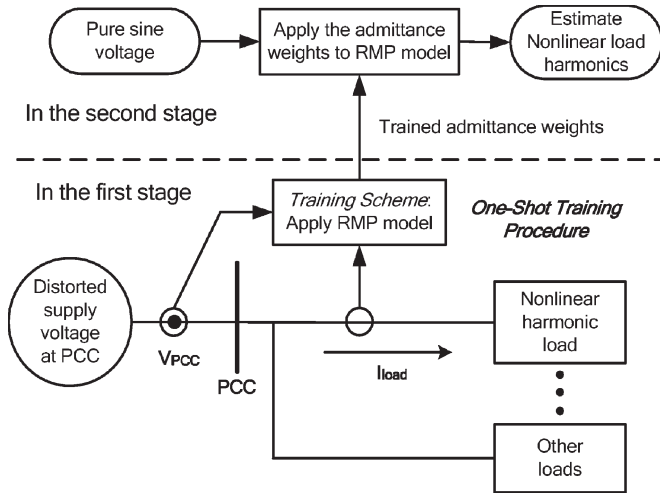 Pure sine
voltage
Apply the admittance
weights to RMP model
Estimate
Nonlinear load
harmonics
In the second stage
Trained admittance weights
In the first stage
Training Scheme:
Apply RMP model
One-Shot Training
Procedure
Distorted
supply
voltage
at PCC
VPCC
PCC
Iload
Nonlinear
harmonic
load
Other
loads